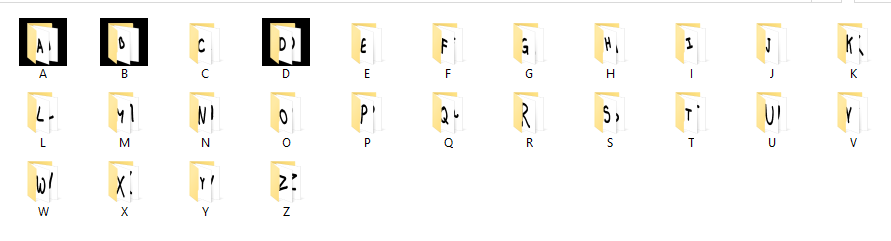 A B C D E F G H I J K
L M N O P Q R S T U V
W X Y Z